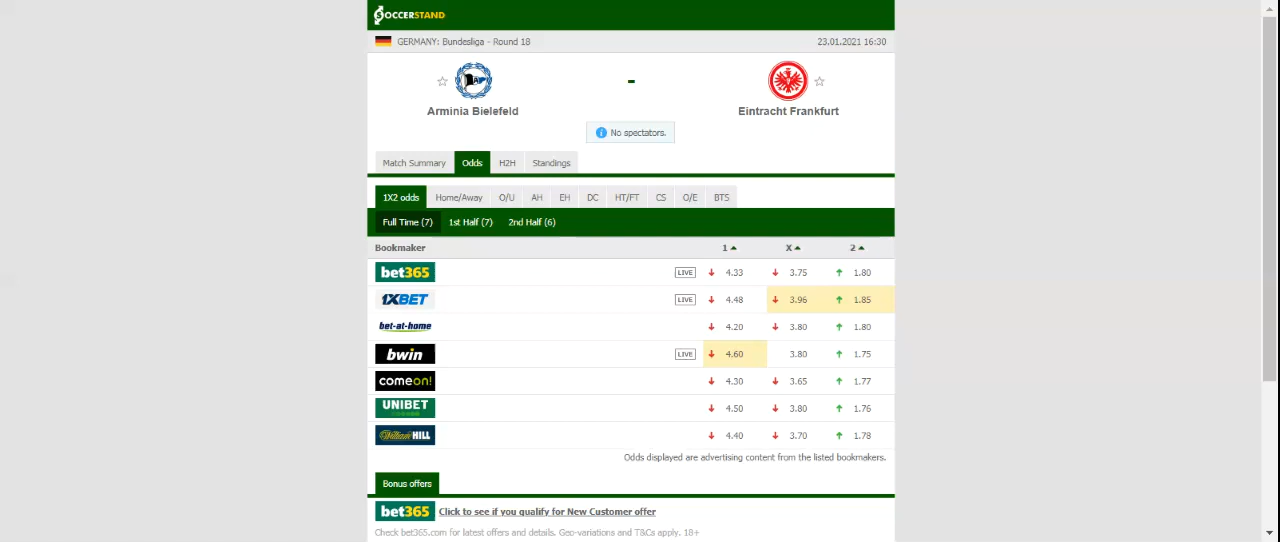 SOCCERSTAND
GERMANY: Bundesliga - Round 18 23.01.2021 16:30
-
Arminia Bielefeld Eintracht Frankfurt
No spectators.
Match Summary Odds H2H Standings
1X2 odds Home/Away O/U AH EH DC HT/FT CS O/E BTS
Full Time (7) 1st Half (7) 2nd Half (6)
Bookmaker 1 X 2
bet365 LIVE 4.33 3.75 1.80
1XBET LIVE 4.48 3.96 1.85
bet-at-home 4.20 3.80 1.80
bwin LIVE 4.60 3.80 1.75
comeon! 4.30 3.65 1.77
UNIBET 4.50 3.80 1.76
William HILL 4.40 3.70 1.78
Odds displayed are advertising content from the listed bookmakers.
Bonus offers
bet365 Click to see if you qualify for New Customer offer
Check bet365.com for latest offers and details. Geo-variations and T&Cs apply. 18+